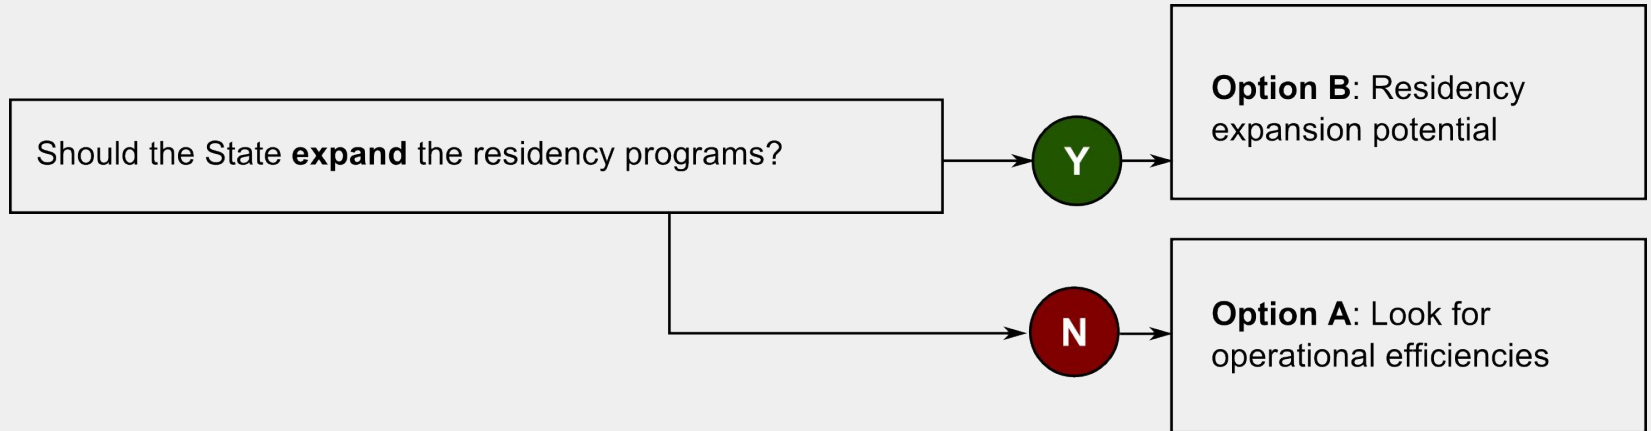 Should the State expand the residency programs?
Y
Option B: Residency
expansion potential
N
Option A: Look for
operational efficiencies